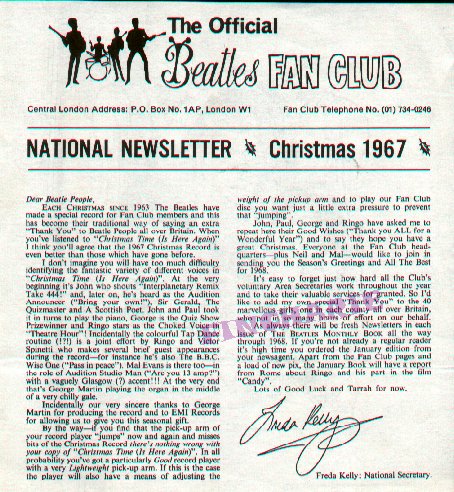 The Official
Beatles FAN CLUB
Central London Address: P.O. Box No. 1AP, London W1
Fan Club Telephone No. (01) 734-0246
NATIONAL NEWSLETTER
Christmas 1967
Dear Beatle People,
EACH CHRISTMAS SINCE 1963 The Beatles have
made a special record for Fan Club members and this
has become their traditional way of saying an extra
"Thank You" to Beatle People all over Britain. When
you've listened to "Christmas Time (Is Here Again)"
I think you'll agree that the 1967 Christmas Record is
even better than those which have gone before.
I don't imagine you will have too much difficulty
identifying the fantastic variety of different voices in
"Christmas Time (Is Here Again)". At the very
beginning it's John who shouts "Interplanetary Remix
Take 444!" and, later on, he's heard as the Audition
Announcer ("Bring your own!"), Sir Gerald, The
Quizmaster and A Scottish Poet. John and Paul took
it in turns to play the piano, George is the Quiz Show
Prizewinner and Ringo stars as the Choked Voice of
"Theatre Hour"! Incidentally the colourful Tap Dance
routine (!?!) is a joint effort by Ringo and Victor
Spinetti who makes several brief guest appearances
during the record—for instance he's also The B.B.C.
Wise One ("Pass in peace"). Mal Evans is there too—in
the role of Audition Studio Man ("Are you 13 amp"?)
with a vaguely Glasgow (?) accent!!! At the very end
that's George Martin playing the organ in the middle
of a very chilly gale.
Incidentally our very sincere thanks to George
Martin for producing the record and to EMI Records
for allowing us to give you this seasonal gift.
By the way—if you find that the pick-up arm of
your record player "jumps" now and again and misses
bits of the Christmas Record there's nothing wrong with
your copy of "Christmas Time (Is Here Again)". In all
probability you've got a particularly Good record player
with a very Lightweight pick-up arm. If this is the case
the player will also have a means of adjusting the
weight of the pickup arm and to play our Fan Club
disc you want just a little extra pressure to prevent
that "jumping".
John, Paul, George and Ringo have asked me to
repeat here their Good Wishes ("Thank you ALL for a
Wonderful Year") and to say they hope you have a
great Christmas. Everyone at the Fan Club head-
quarters—plus Neil and Mal—would like to join in
sending you the Season's Greetings and All The Best
for 1968.
It's easy to forget just how hard all the Club's
voluntary Area Secretaries work throughout the year
and to take their valuable for granted. So I'd
like to add my own special "Thank you" to the 40
marvellous all over Britain,
who put in so much effort on our behalf.
there will be fresh Newsletters in each
issue of THE BEATLES MONTHLY BOOK all the way
through 1968. If you're not already a regular reader
it's high time you ordered the January edition from
your newsagent. Apart from the Fan Club pages and
a load of new pix, the January Book will have a report
from Rome about Ringo and his part in the film
"Candy".
Lots of Good Luck and Tarrah for now.
Freda Kelly
Freda Kelly: National Secretary.